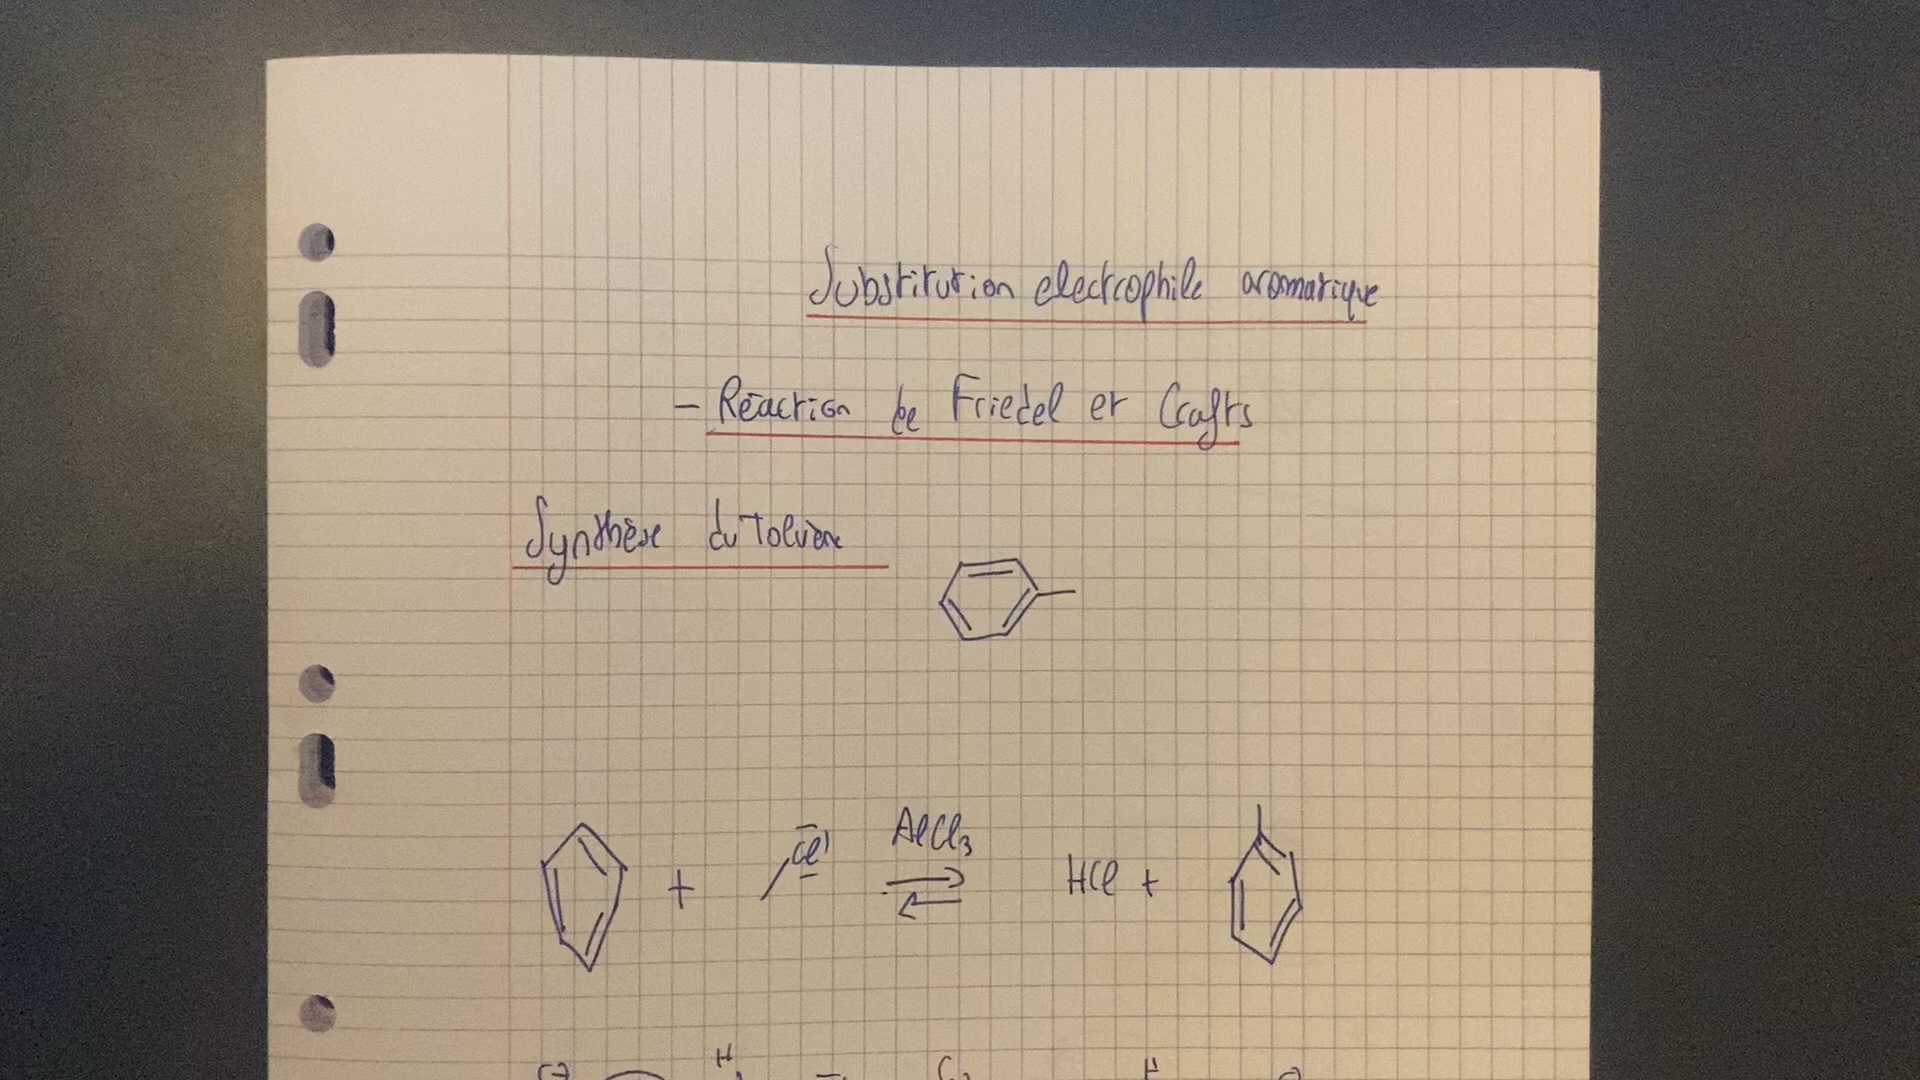 Substitution electrophile aromatique
- Réaction de Friedel et Crafts
Synthèse du Toluène
+ Cl AlCl3 HCl +
H H